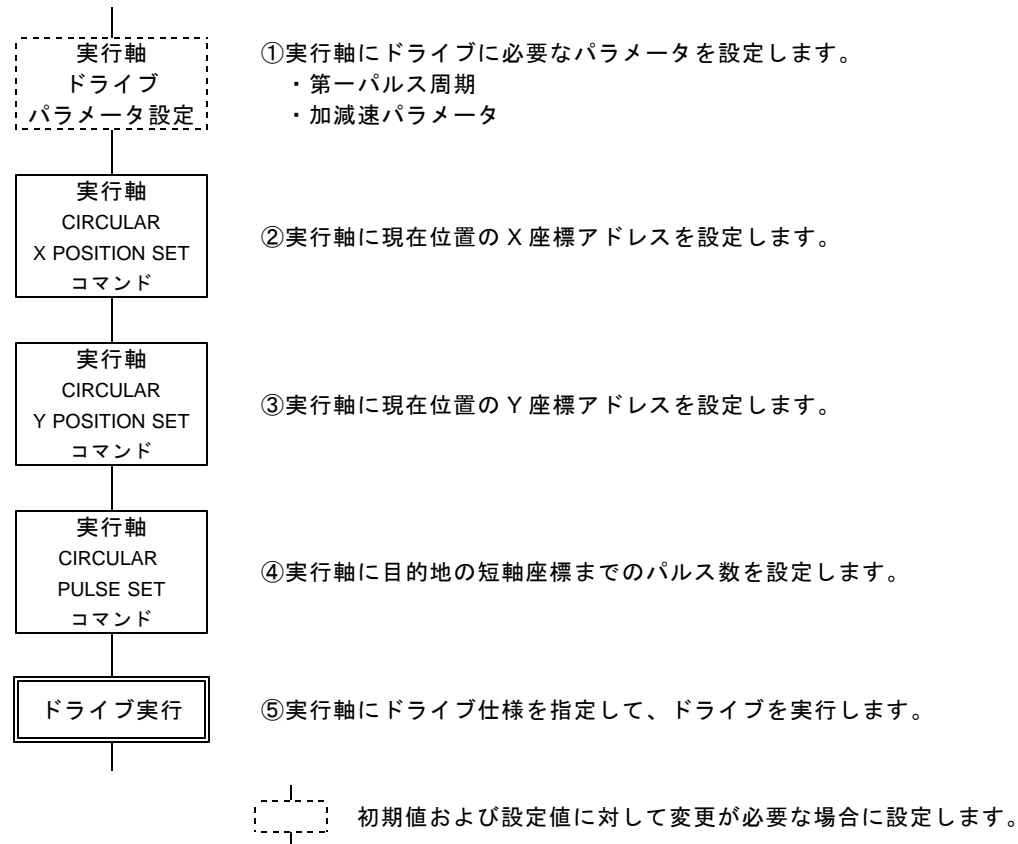 実行軸
ドライブ
パラメータ設定
①実行軸にドライブに必要なパラメータを設定します。
・第一パルス周期
・加減速パラメータ
実行軸
CIRCULAR
X POSITION SET
コマンド
②実行軸に現在位置の X 座標アドレスを設定します。
実行軸
CIRCULAR
Y POSITION SET
コマンド
③実行軸に現在位置の Y 座標アドレスを設定します。
実行軸
CIRCULAR
PULSE SET
コマンド
④実行軸に目的地の短軸座標までのパルス数を設定します。
ドライブ実行
⑤実行軸にドライブ仕様を指定して、ドライブを実行します。
初期値および設定値に対して変更が必要な場合に設定します。